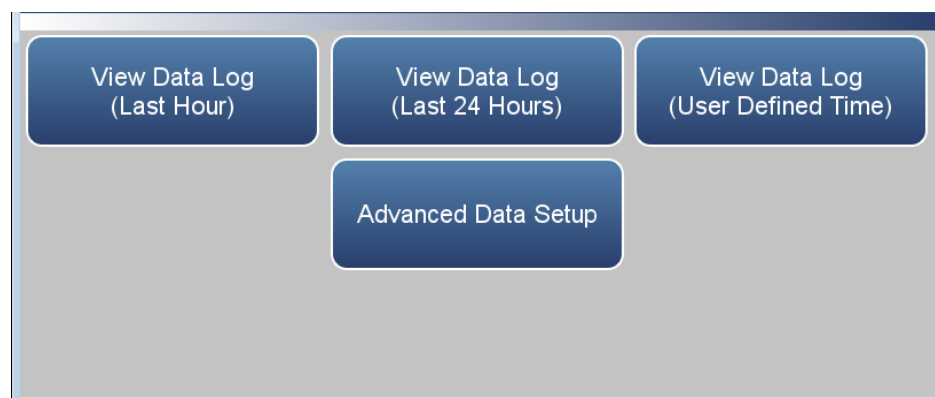 View Data Log
(Last Hour)
View Data Log
(Last 24 Hours)
View Data Log
(User Defined Time)
Advanced Data Setup